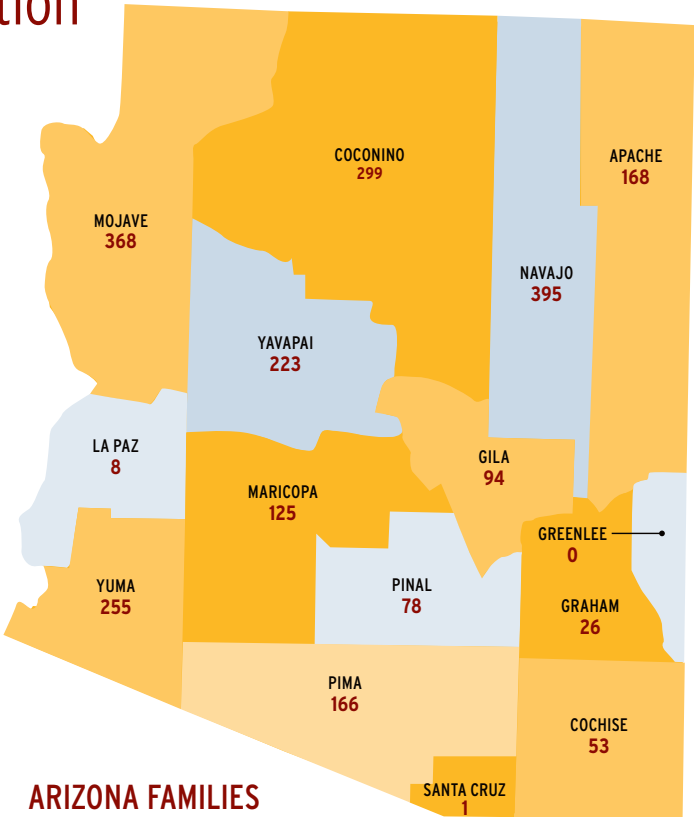 tion
COCONINO
299
APACHE
168
MOJAVE
368
NAVAJO
395
YAVAPAI
223
LA PAZ
8
GILA
94
MARICOPA
125
GREENLEE
0
YUMA
255
PINAL
78
GRAHAM
26
PIMA
166
COCHISE
53
SANTA CRUZ
1
ARIZONA FAMILIES